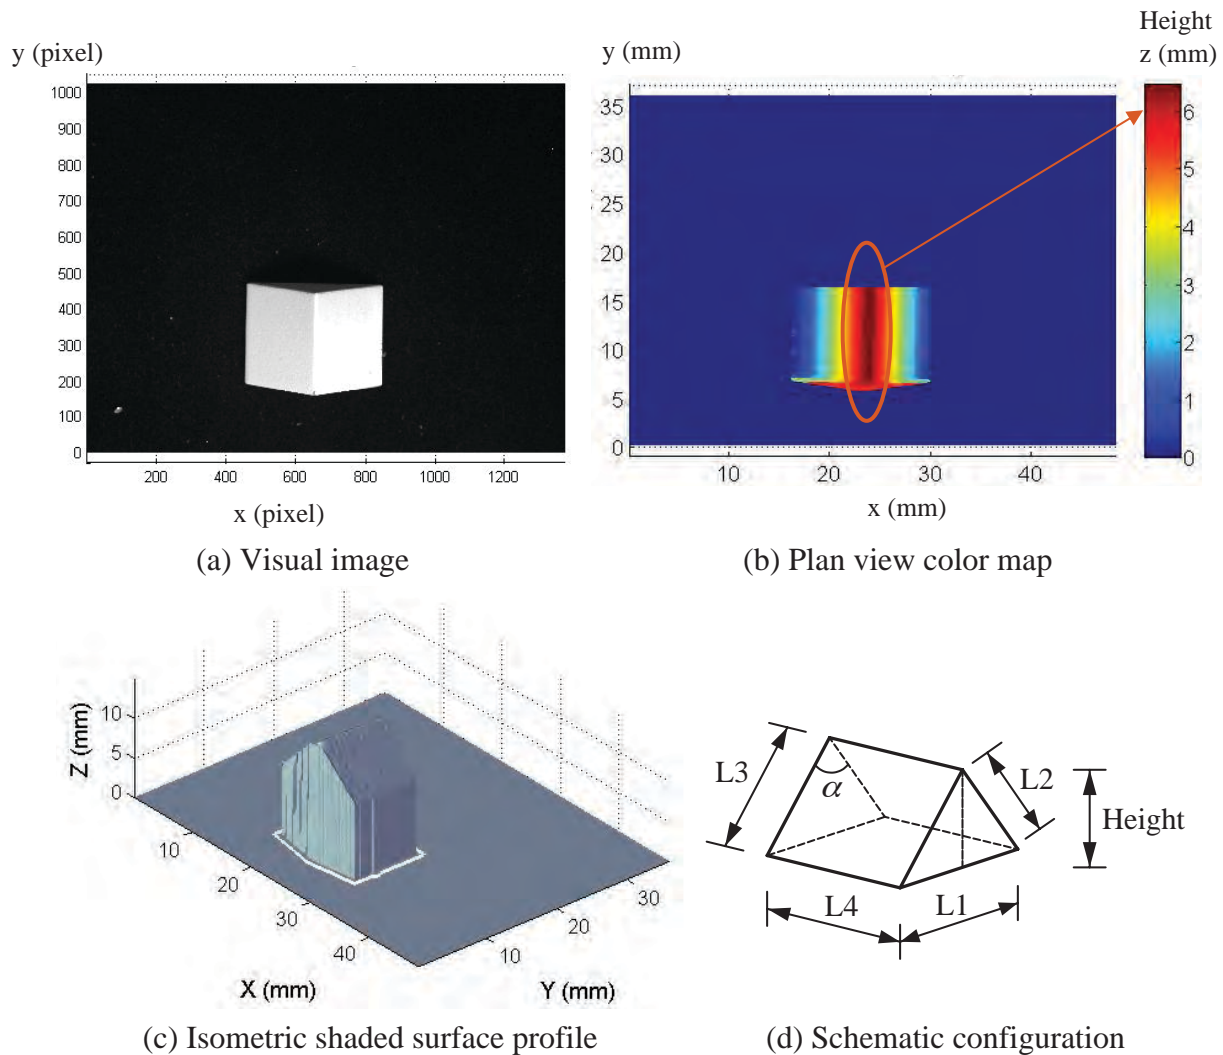 y (pixel)
1000
900
800
700
600
500
400
300
200
100
0
200 400 600 800 1000 1200
x (pixel)
(a) Visual image
Height
z (mm)
y (mm)
35
30
25
20
15
10
5
0
10 20 30 40
x (mm)
6
5
4
3
2
1
0
(b) Plan view color map
Z (mm)
10
5
0
10
20
30
40
X (mm)
10
20
30
Y (mm)
(c) Isometric shaded surface profile
L3
α
L2
Height
L4
L1
(d) Schematic configuration